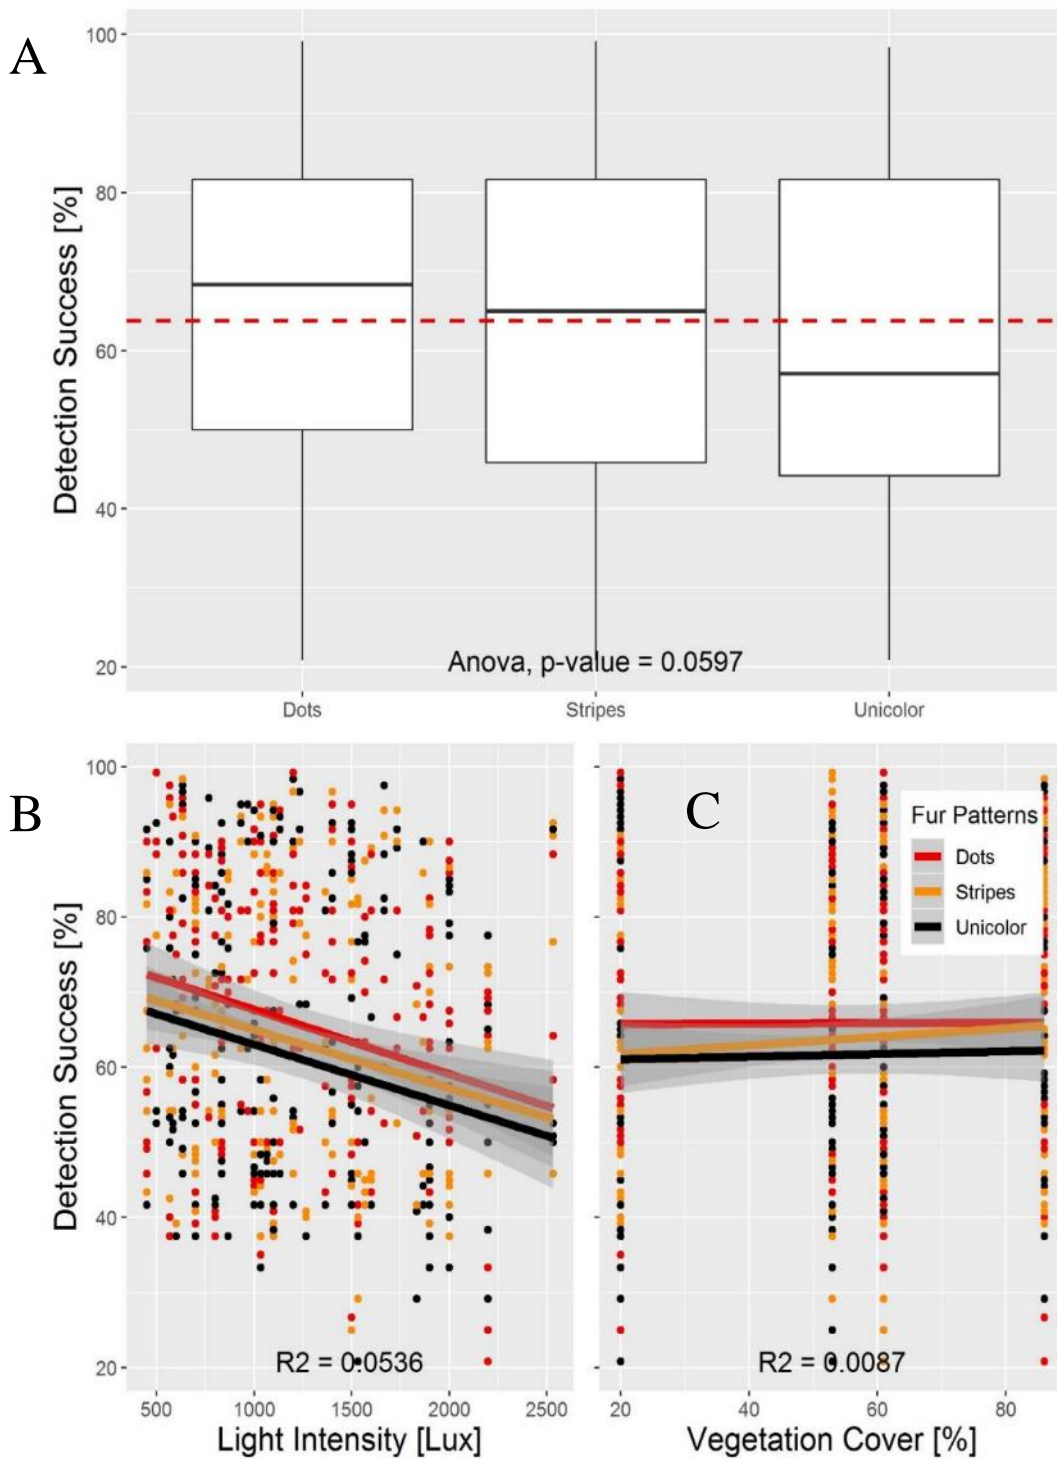 A
Detection Success [%]
100
80
60
40
20
Anova, p-value = 0.0597
Dots
Stripes
Unicolor
B
Detection Success [%]
100
80
60
40
20
R2 = 0.0536
500
1000
1500
2000
2500
Light Intensity [Lux]
C
Fur Patterns
Dots
Stripes
Unicolor
R2 = 0.0087
20
40
60
80
Vegetation Cover [%]